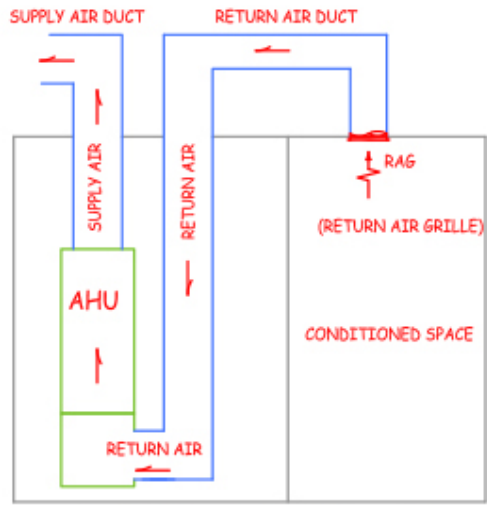 SUPPLY AIR DUCT
RETURN AIR DUCT
SUPPLY AIR
RETURN AIR
RAG
(RETURN AIR GRILLE)
AHU
CONDITIONED SPACE
RETURN AIR